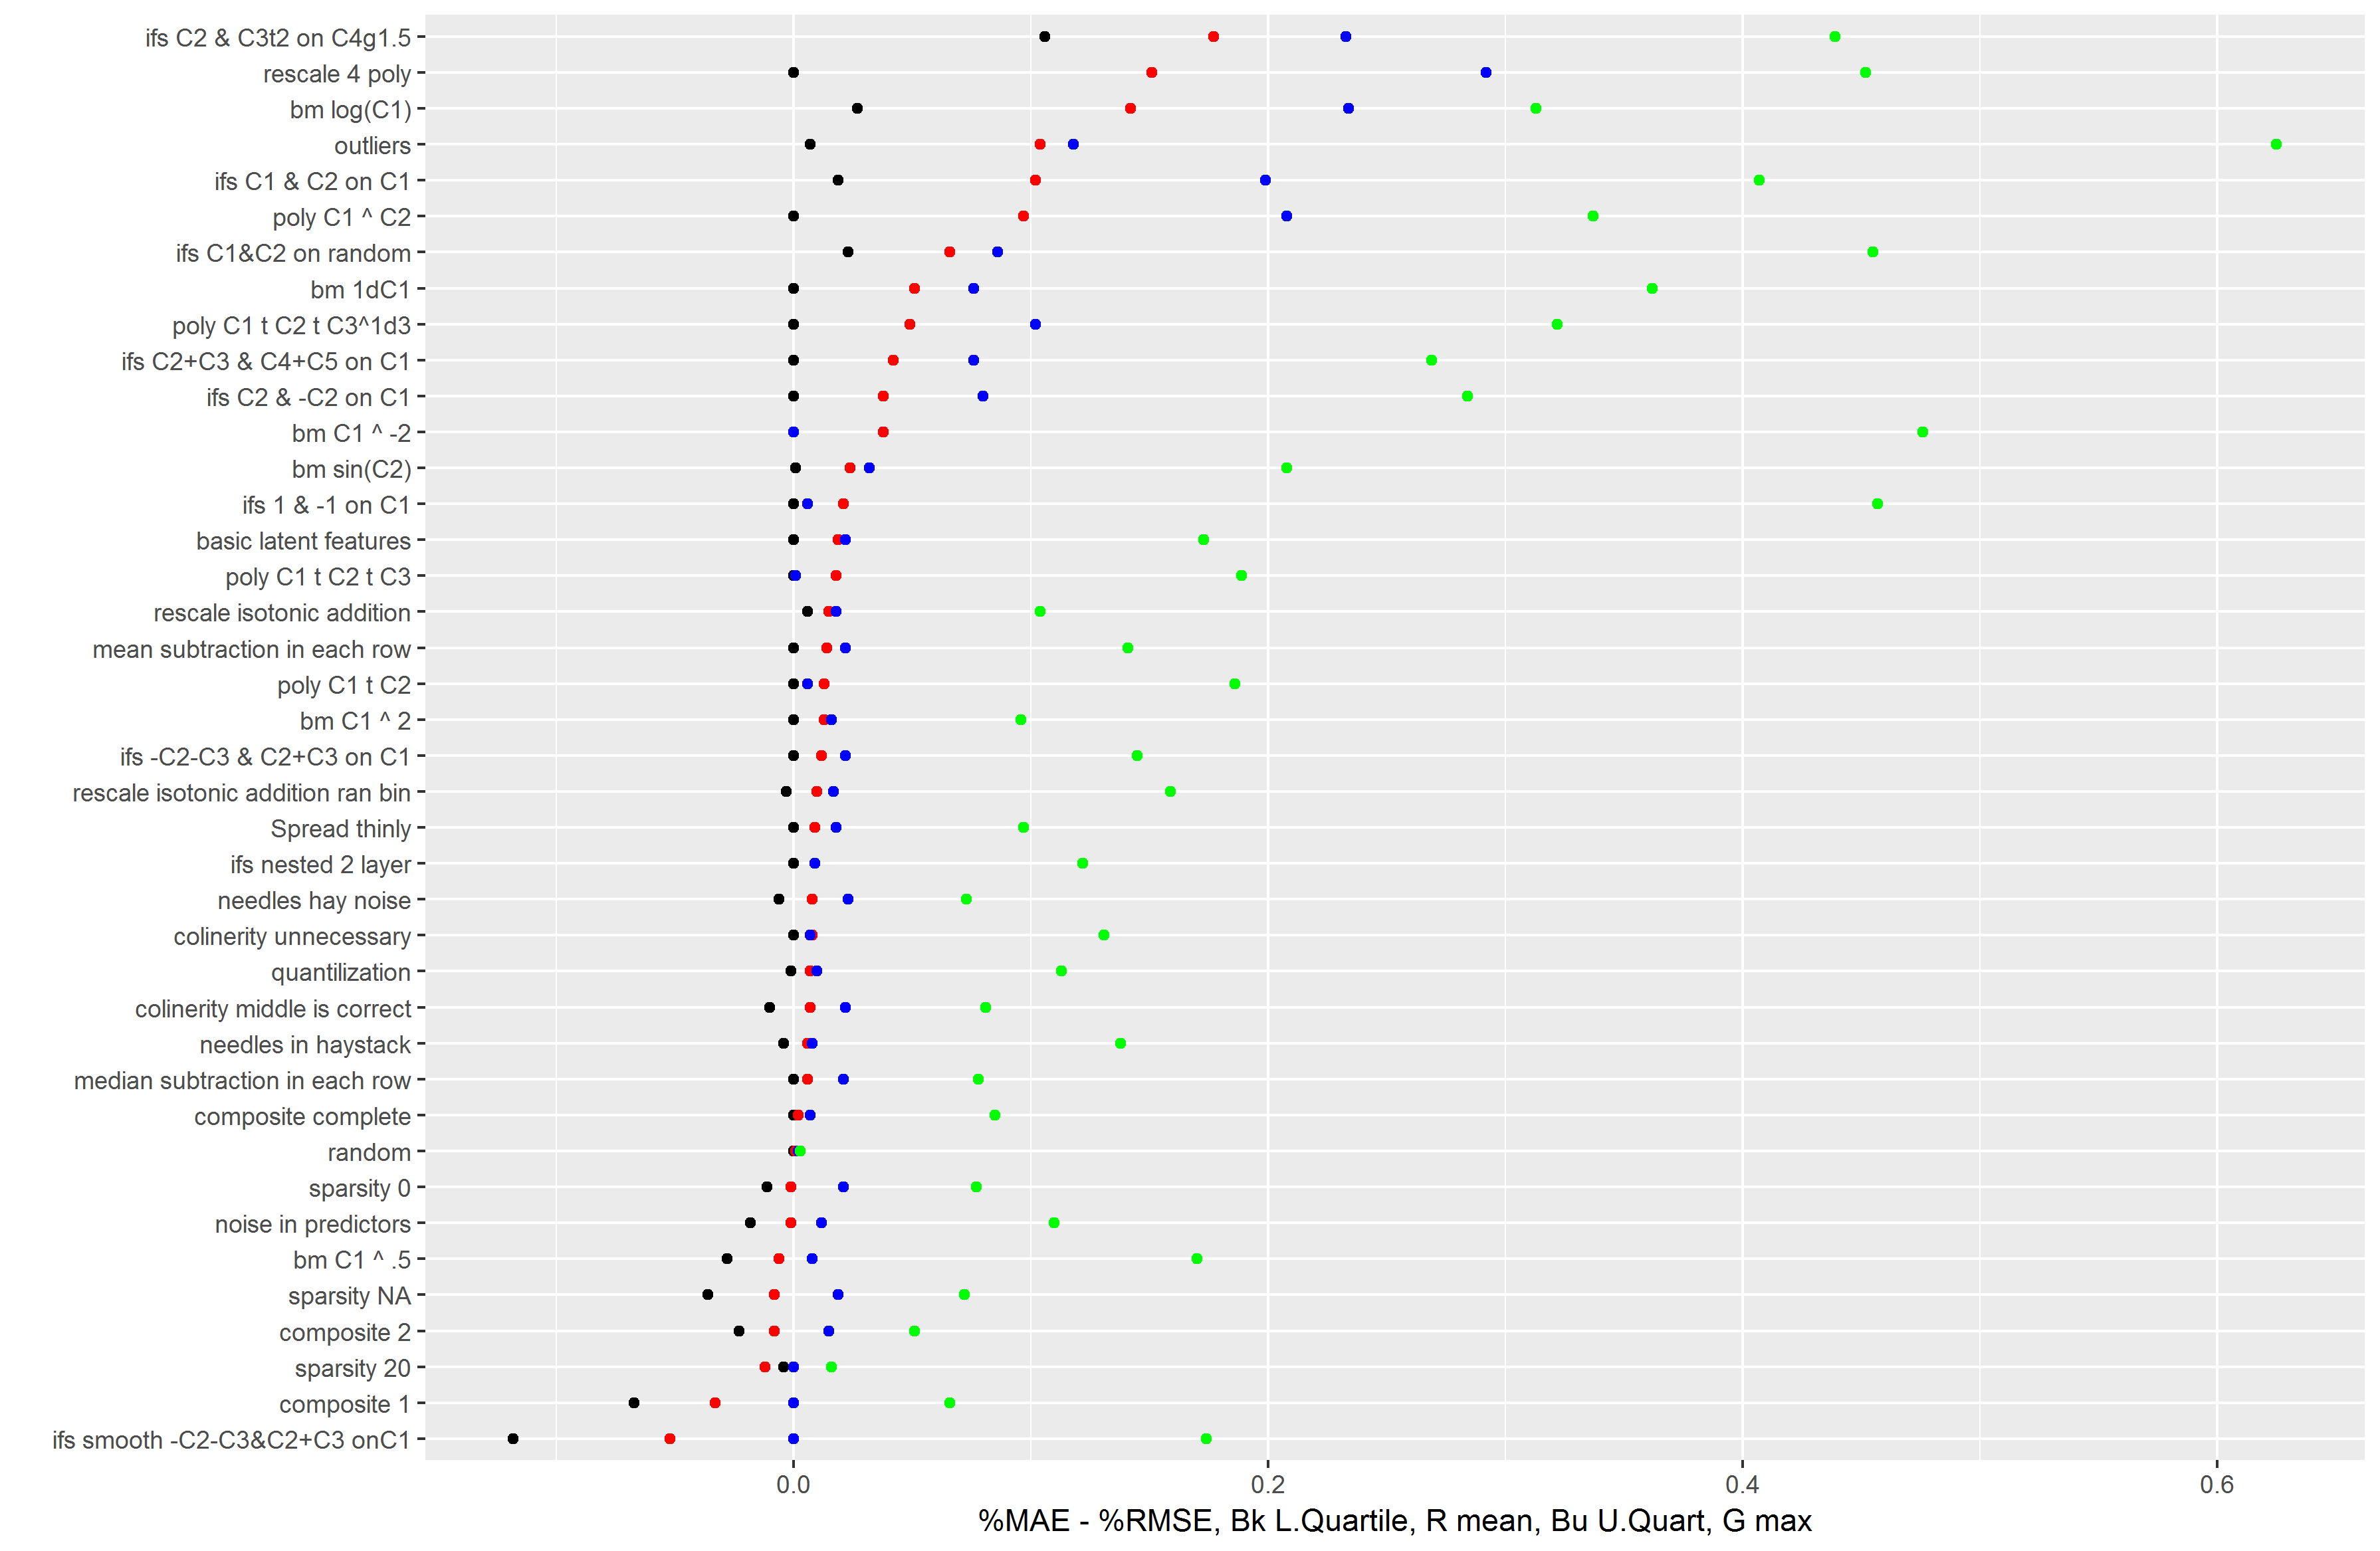 ifs C2 & C3t2 on C4g1.5
rescale 4 poly
bm log(C1)
outliers
ifs C1 & C2 on C1
poly C1 ^ C2
ifs C1&C2 on random
bm 1dC1
poly C1 t C2 t C3^1d3
ifs C2+C3 & C4+C5 on C1
ifs C2 & -C2 on C1
bm C1 ^ -2
bm sin(C2)
ifs 1 & -1 on C1
basic latent features
poly C1 t C2 t C3
rescale isotonic addition
mean subtraction in each row
poly C1 t C2
bm C1 ^ 2
ifs -C2-C3 & C2+C3 on C1
rescale isotonic addition ran bin
Spread thinly
ifs nested 2 layer
needles hay noise
colinerity unnecessary
quantilization
colinerity middle is correct
needles in haystack
median subtraction in each row
composite complete
random
sparsity 0
noise in predictors
bm C1 ^ .5
sparsity NA
composite 2
sparsity 20
composite 1
ifs smooth -C2-C3&C2+C3 onC1
0.0 0.2 0.4 0.6
%MAE - %RMSE, Bk L.Quartile, R mean, Bu U.Quart, G max